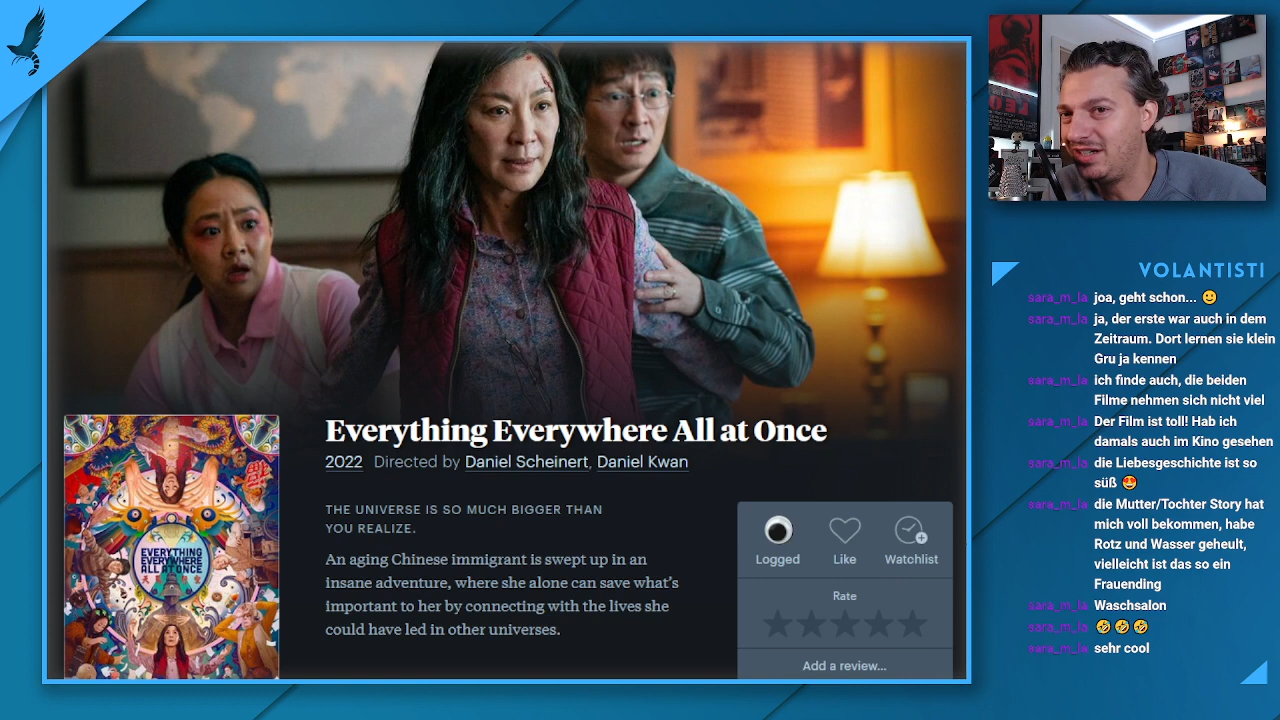 Everything Everywhere All at Once
2022 Directed by Daniel Scheinert, Daniel Kwan
THE UNIVERSE IS SO MUCH BIGGER THAN
YOU REALIZE.
An aging Chinese immigrant is swept up in an
insane adventure, where she alone can save what's
important to her by connecting with the lives she
could have led in other universes.
EVERYTHING
EVERYWHERE
ALL AT ONCE
Logged
Like
Watchlist
Rate
Add a review...
LEO
VOLANTISTI
sara_m_la joa, geht schon... 🙂
sara_m_la ja, der erste war auch in dem
Zeitraum. Dort lernen sie klein
Gru ja kennen
sara_m_la ich finde auch, die beiden
Filme nehmen sich nicht viel
sara_m_la Der Film ist toll! Hab ich
damals auch im Kino gesehen
sara_m_la die Liebesgeschichte ist so
süß 😍
sara_m_la die Mutter/Tochter Story hat
mich voll bekommen, habe
Rotz und Wasser geheult,
vielleicht ist das so ein
Frauending
sara_m_la Waschsalon
sara_m_la 🤣🤣🤣
sara_m_la sehr cool